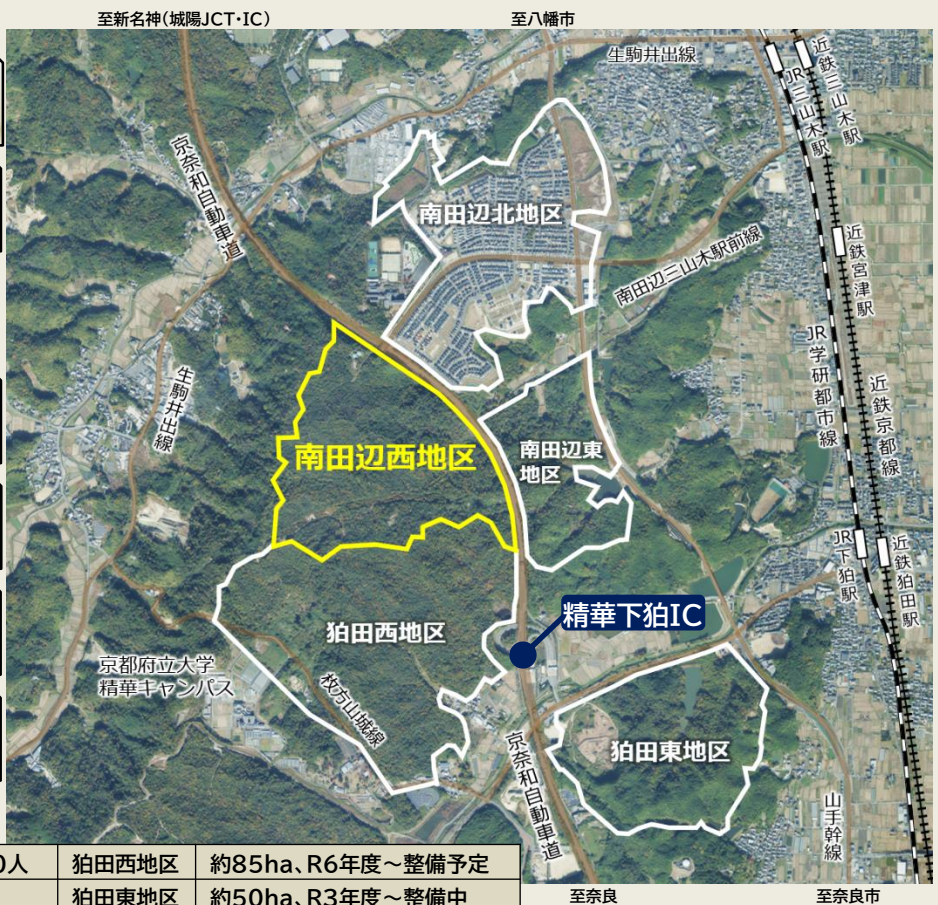 至新名神(城陽JCT・IC)
至八幡市
生駒井出線
近鉄三山木駅
JR三山木駅
京奈和自動車道
南田辺北地区
南田辺三山木駅前線
近鉄宮津駅
JR学研都市線
近鉄京都線
生駒井出線
南田辺西地区
南田辺東
地区
JR下狛駅
近鉄狛田駅
精華下狛IC
狛田西地区
京都府立大学
精華キャンパス
枚方山城線
狛田東地区
京奈和自動車道
山手幹線
0人 狛田西地区 約85ha、R6年度～整備予定
狛田東地区 約50ha、R3年度～整備中
至奈良
至奈良市